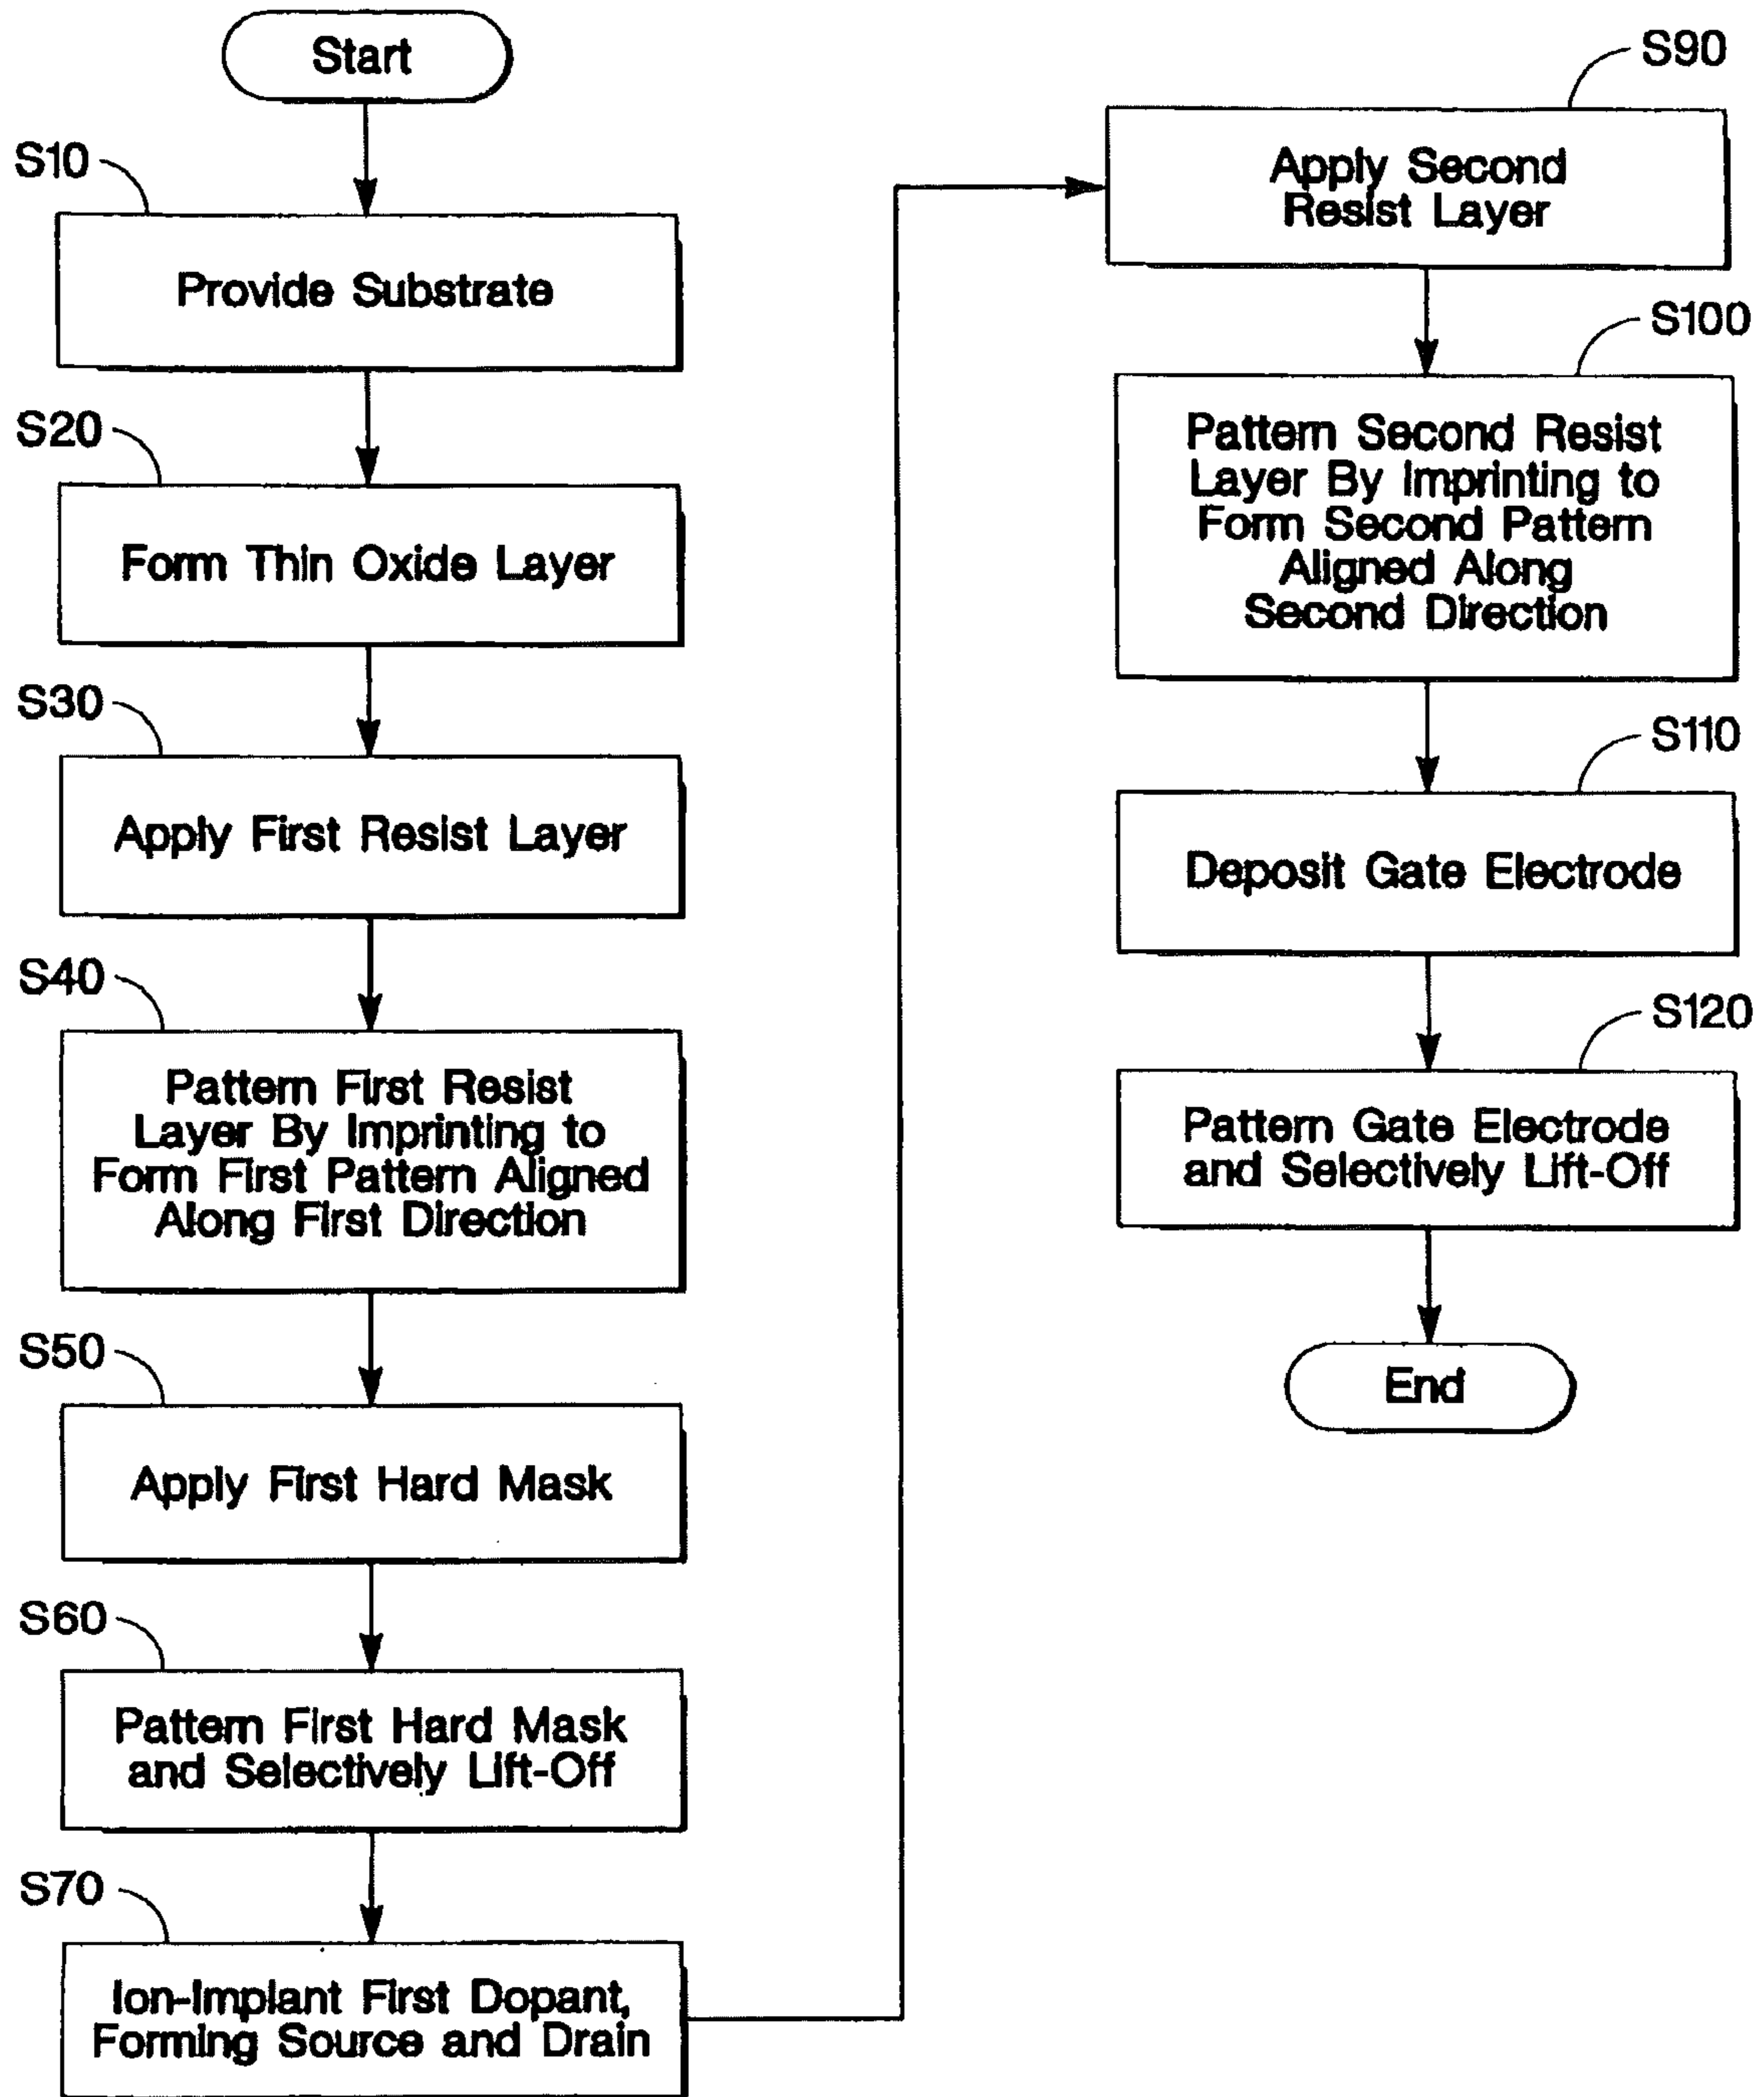 Start
S10
Provide Substrate
S20
Form Thin Oxide Layer
S30
Apply First Resist Layer
S40
Pattern First Resist
Layer By Imprinting to
Form First Pattern Aligned
Along First Direction
S50
Apply First Hard Mask
S60
Pattern First Hard Mask
and Selectively Lift-Off
S70
Ion-Implant First Dopant,
Forming Source and Drain
S90
Apply Second
Resist Layer
S100
Pattern Second Resist
Layer By Imprinting to
Form Second Pattern
Aligned Along
Second Direction
S110
Deposit Gate Electrode
S120
Pattern Gate Electrode
and Selectively Lift-Off
End